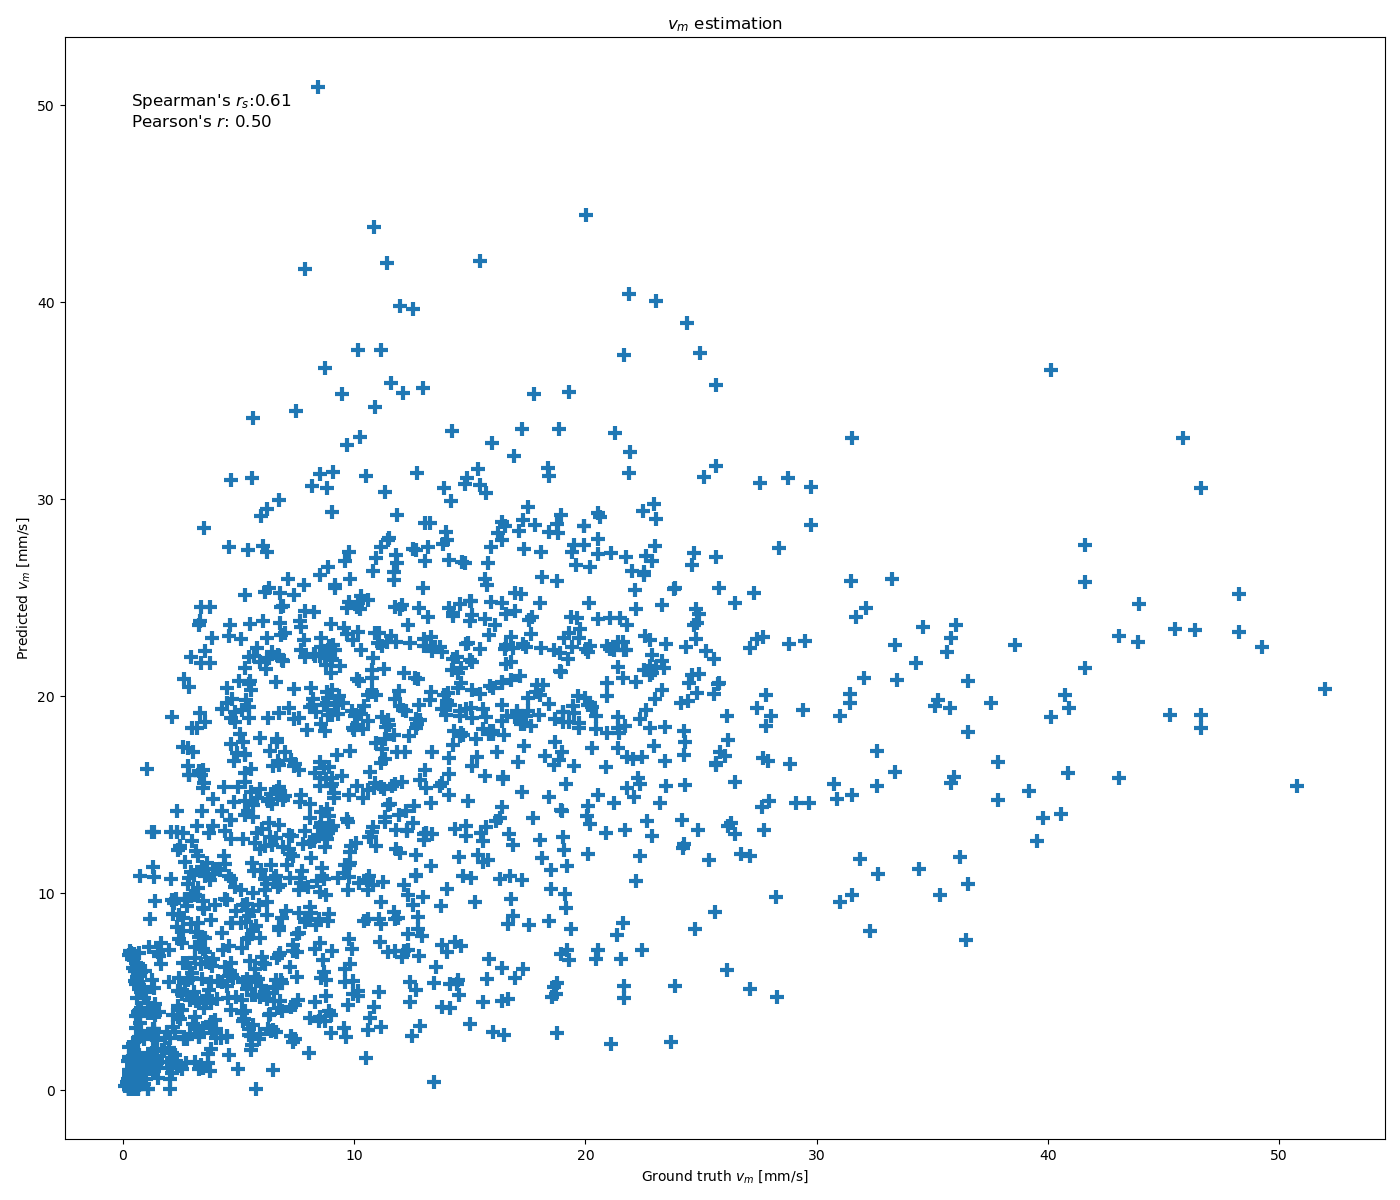 v_m estimation
Spearman's r_s:0.61
Pearson's r: 0.50
50
40
30
20
10
0
Predicted v_m [mm/s]
0 10 20 30 40 50
Ground truth v_m [mm/s]